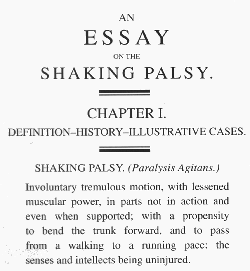 AN
ESSAY
ON THE
SHAKING PALSY.
CHAPTER I.
DEFINITION–HISTORY–ILLUSTRATIVE CASES.
SHAKING PALSY. (Paralysis Agitans.)
Involuntary tremulous motion, with lessened
muscular power, in parts not in action and
even when supported; with a propensity
to bend the trunk forward, and to pass
from a walking to a running pace: the
senses and intellects being uninjured.